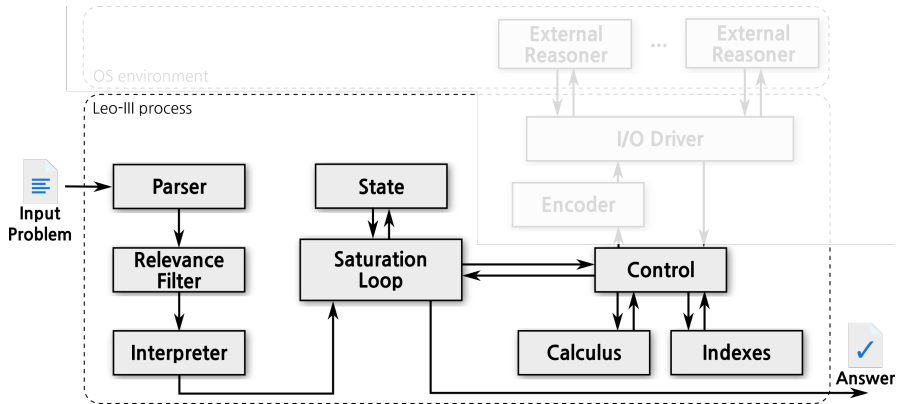 External
Reasoner
...
External
Reasoner
OS environment
Leo-III process
I/O Driver
Parser
State
Encoder
Input
Problem
Relevance
Filter
Saturation
Loop
Control
Interpreter
Calculus
Indexes
Answer